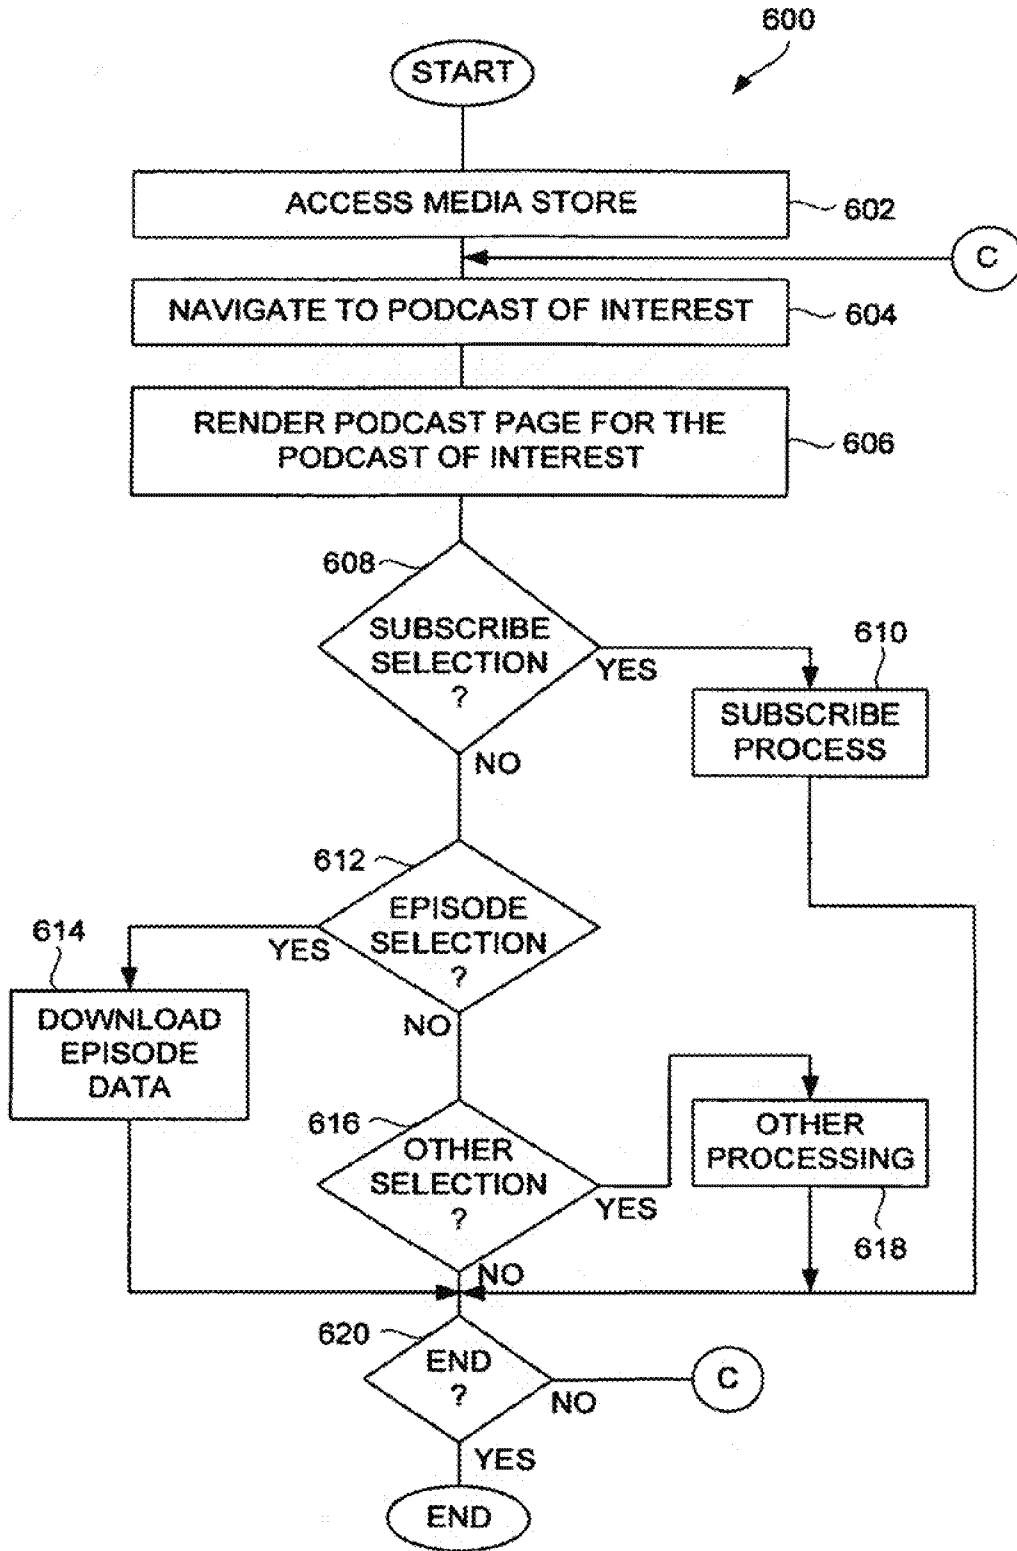 600
START
ACCESS MEDIA STORE
602
C
NAVIGATE TO PODCAST OF INTEREST
604
RENDER PODCAST PAGE FOR THE
PODCAST OF INTEREST
606
608
SUBSCRIBE
SELECTION
?
YES
NO
610
SUBSCRIBE
PROCESS
612
EPISODE
SELECTION
?
YES
NO
614
DOWNLOAD
EPISODE
DATA
616
OTHER
SELECTION
?
YES
NO
OTHER
PROCESSING
618
620
END
?
NO
C
YES
END